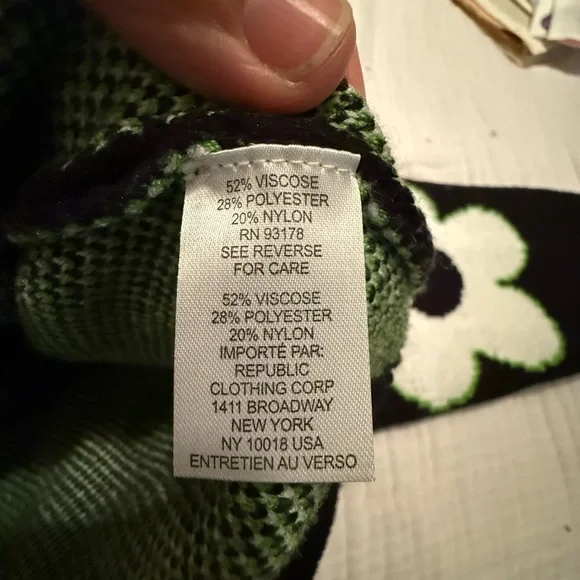 52% VISCOSE
28% POLYESTER
20% NYLON
RN 93178
SEE REVERSE
FOR CARE
52% VISCOSE
28% POLYESTER
20% NYLON
IMPORTÉ PAR:
REPUBLIC
CLOTHING CORP
1411 BROADWAY
NEW YORK
NY 10018 USA
ENTRETIEN AU VERSO